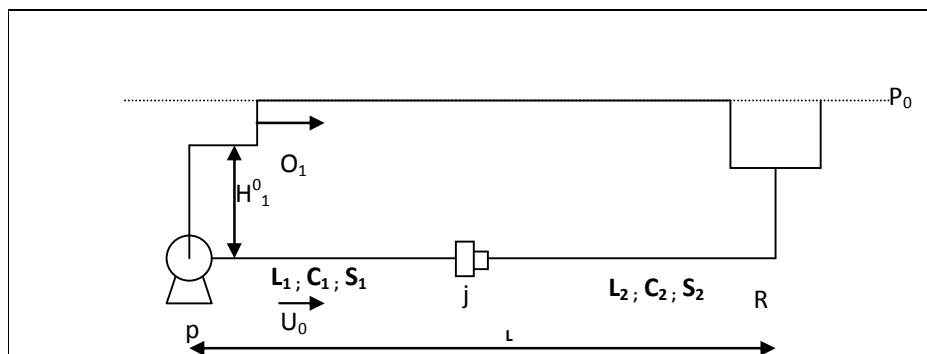 P₀
O₁
H⁰₁
L₁ ; C₁ ; S₁
L₂ ; C₂ ; S₂
j
R
U₀
p
L